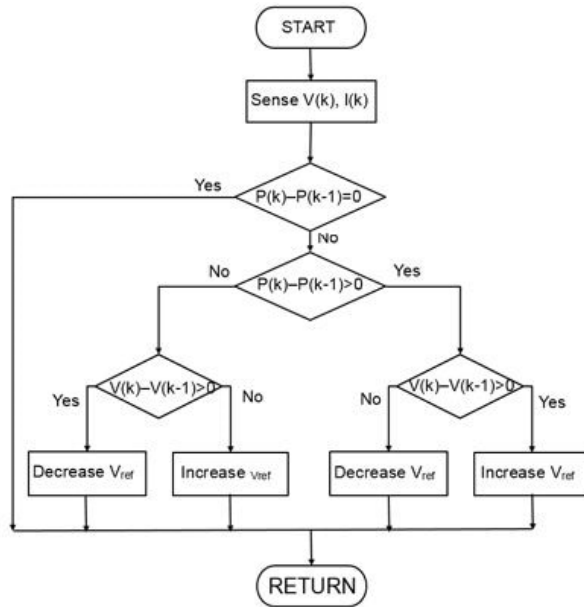 START
Sense V(k), I(k)
Yes
P(k)–P(k-1)=0
No
No
P(k)–P(k-1)>0
Yes
V(k)–V(k-1)>0
V(k)–V(k-1)>0
Yes
No
No
Yes
Decrease Vref
Increase Vref
Decrease Vref
Increase Vref
RETURN